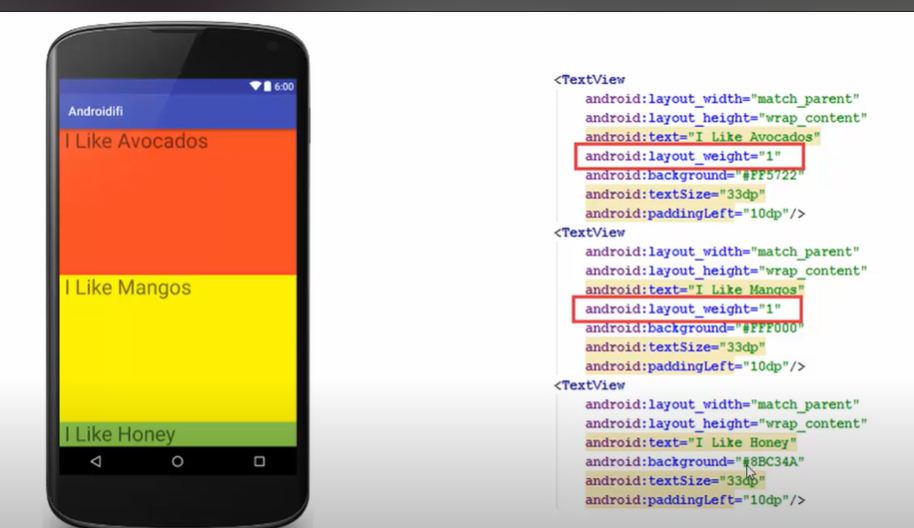 6:00
Androidifi
I Like Avocados
I Like Mangos
I Like Honey
<TextView
android:layout_width="match_parent"
android:layout_height="wrap_content"
android:text="I Like Avocados"
android:layout_weight="1"
android:background="#FF5722"
android:textSize="33dp"
android:paddingLeft="10dp"/>
<TextView
android:layout_width="match_parent"
android:layout_height="wrap_content"
android:text="I Like Mangos"
android:layout_weight="1"
android:background="#FFF000"
android:textSize="33dp"
android:paddingLeft="10dp"/>
<TextView
android:layout_width="match_parent"
android:layout_height="wrap_content"
android:text="I Like Honey"
android:background="#8BC34A"
android:textSize="33dp"
android:paddingLeft="10dp"/>